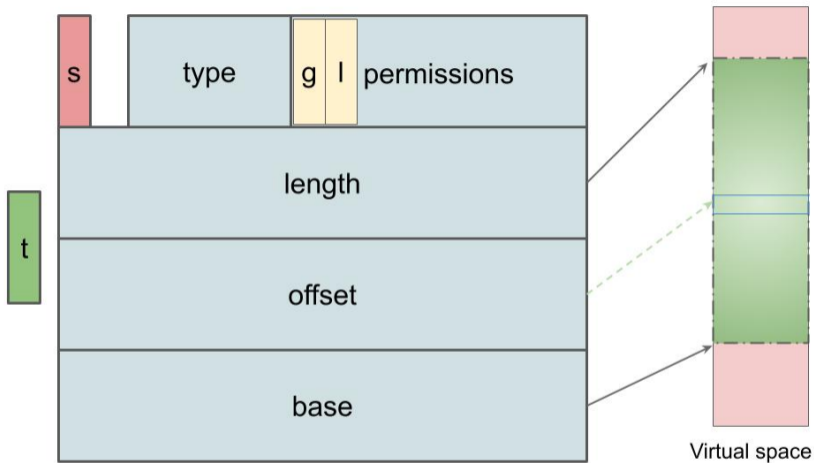 s
type
g
l
permissions
length
t
offset
base
Virtual space